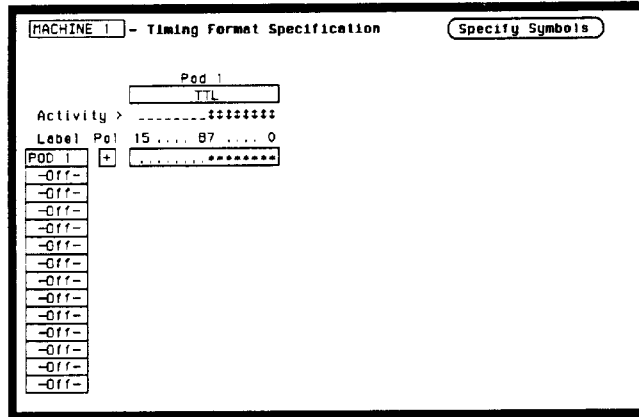 MACHINE 1 - Timing Format Specification Specify Symbols
Pod 1
TTL
Activity > ________‡‡‡‡‡‡‡‡
Label Pol 15 .... 87 .... 0
POD 1 + ........********
-Off-
-Off-
-Off-
-Off-
-Off-
-Off-
-Off-
-Off-
-Off-
-Off-
-Off-
-Off-
-Off-